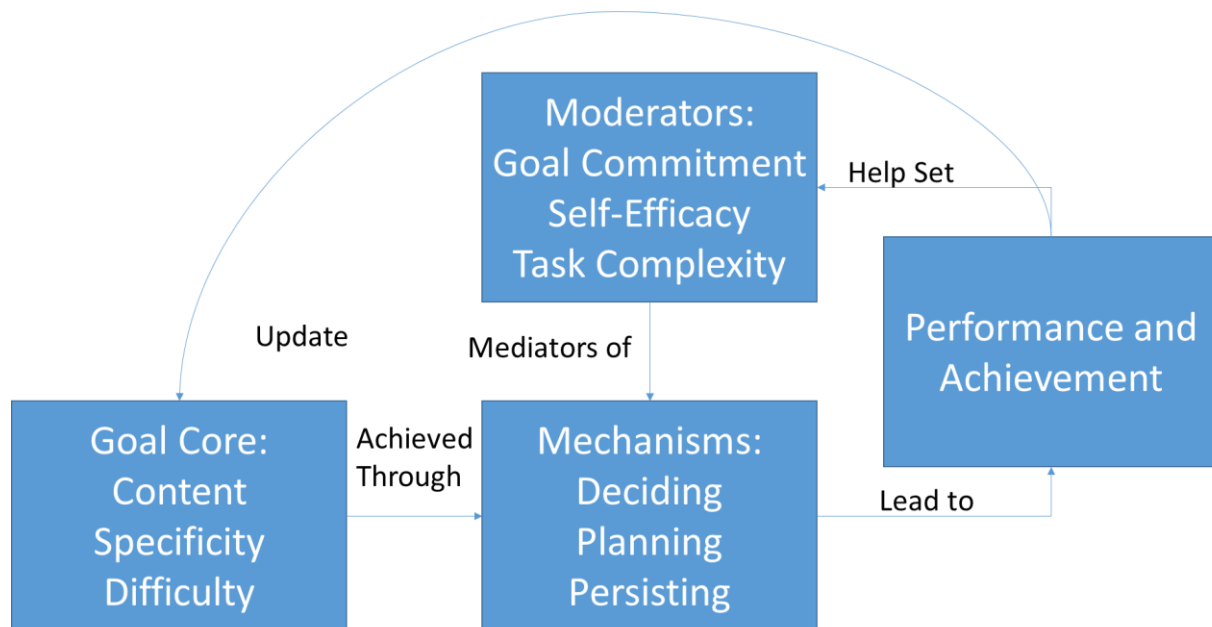 Moderators:
Goal Commitment
Self-Efficacy
Task Complexity
Help Set
Performance and
Achievement
Update
Mediators of
Goal Core:
Content
Specificity
Difficulty
Achieved
Through
Mechanisms:
Deciding
Planning
Persisting
Lead to